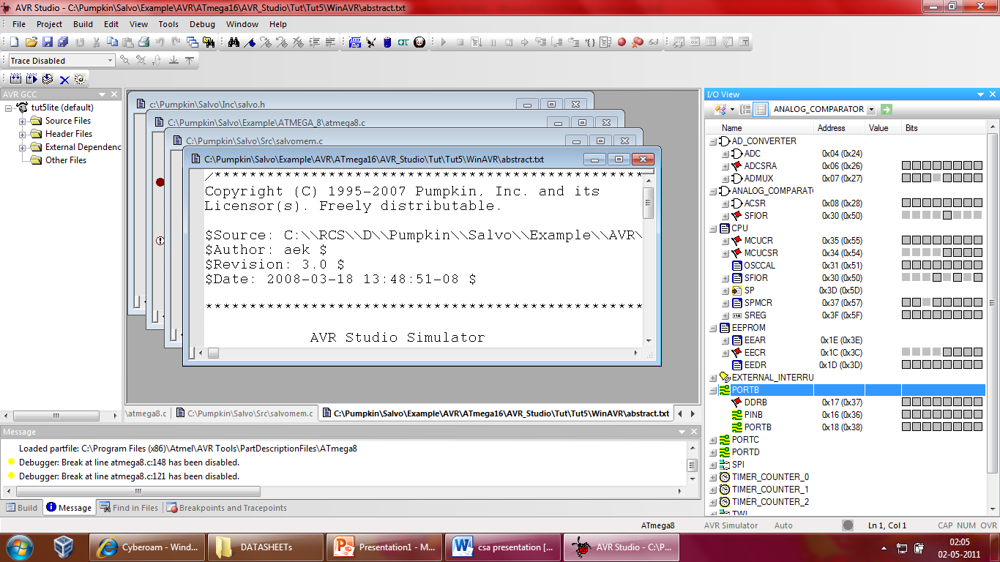 AVR Studio - C:\Pumpkin\Salvo\Example\AVR\ATmega16\AVR_Studio\Tut\Tut5\WinAVR\abstract.txt
File Project Build Edit View Tools Debug Window Help
Trace Disabled
AVR GCC
tut5lite (default)
Source Files
Header Files
External Dependenc
Other Files
c:\Pumpkin\Salvo\Inc\salvo.h
C:\Pumpkin\Salvo\Example\ATMEGA_8\atmega8.c
C:\Pumpkin\Salvo\Src\salvomem.c
C:\Pumpkin\Salvo\Example\AVR\ATmega16\AVR_Studio\Tut\Tut5\WinAVR\abstract.txt
/**************************************************
Copyright (C) 1995-2007 Pumpkin, Inc. and its
Licensor(s). Freely distributable.
$Source: C:\\RCS\\D\\Pumpkin\\Salvo\\Example\\AVR\
$Author: aek $
$Revision: 3.0 $
$Date: 2008-03-18 13:48:51-08 $
**************************************************
AVR Studio Simulator
\atmega8.c C:\Pumpkin\Salvo\Src\salvomem.c C:\Pumpkin\Salvo\Example\AVR\ATmega16\AVR_Studio\Tut\Tut5\WinAVR\abstract.txt
I/O View
ANALOG_COMPARATOR
Name Address Value Bits
AD_CONVERTER
ADC 0x04 (0x24)
ADCSRA 0x06 (0x26)
ADMUX 0x07 (0x27)
ANALOG_COMPARATO
ACSR 0x08 (0x28)
SFIOR 0x30 (0x50)
CPU
MCUCR 0x35 (0x55)
MCUCSR 0x34 (0x54)
OSCCAL 0x31 (0x51)
SFIOR 0x30 (0x50)
SP 0x3D (0x5D)
SPMCR 0x37 (0x57)
SREG 0x3F (0x5F)
EEPROM
EEAR 0x1E (0x3E)
EECR 0x1C (0x3C)
EEDR 0x1D (0x3D)
EXTERNAL_INTERRU
PORTB
DDRB 0x17 (0x37)
PINB 0x16 (0x36)
PORTB 0x18 (0x38)
PORTC
PORTD
SPI
TIMER_COUNTER_0
TIMER_COUNTER_1
TIMER_COUNTER_2
TWI
Message
Loaded partfile: C:\Program Files (x86)\Atmel\AVR Tools\PartDescriptionFiles\ATmega8
Debugger: Break at line atmega8.c:148 has been disabled.
Debugger: Break at line atmega8.c:121 has been disabled.
Build Message Find in Files Breakpoints and Tracepoints
ATmega8 AVR Simulator Auto Ln 1, Col 1 CAP NUM OVR
Cyberoam - Wind... DATASHEETs Presentation1 - M... csa presentation [... AVR Studio - C:\P...
02:05
02-05-2011